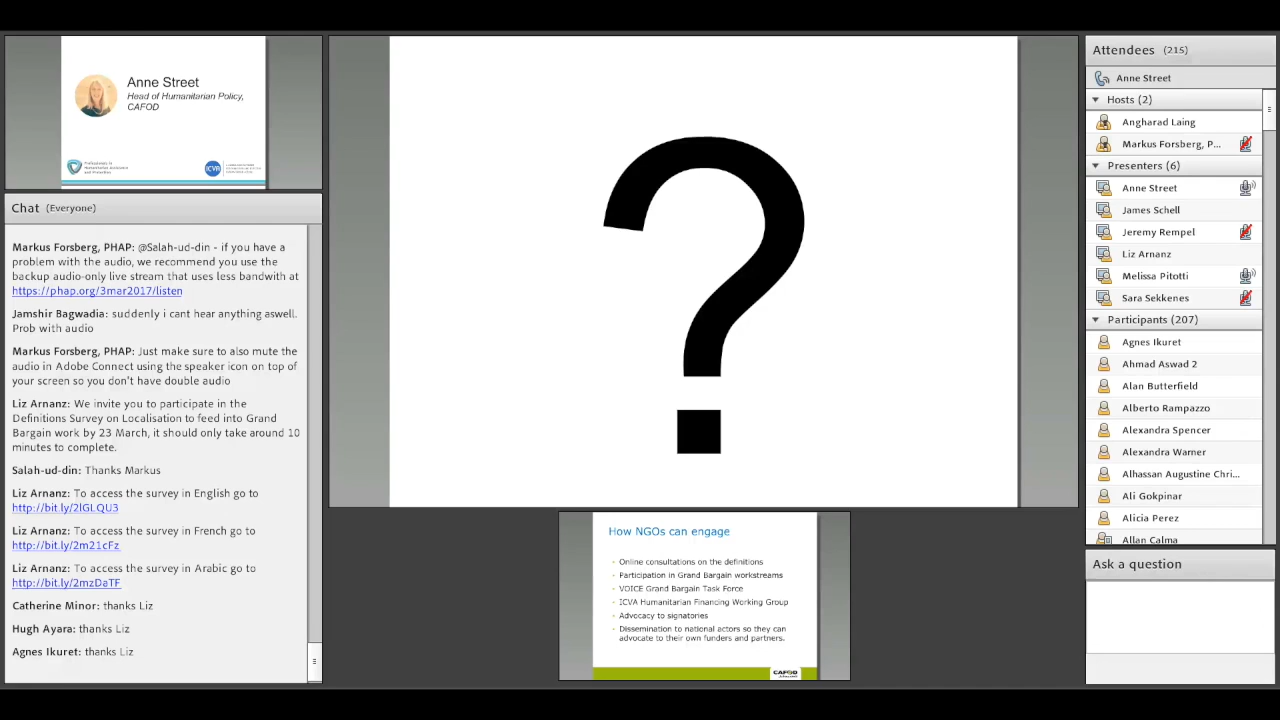 Anne Street
Head of Humanitarian Policy,
CAFOD
ICVA
Chat (Everyone)
Markus Forsberg, PHAP: @Salah-ud-din - if you have a
problem with the audio, we recommend you use the
backup audio-only live stream that uses less bandwith at
https://phap.org/3mar2017/listen
Jamshir Bagwadia: suddenly i cant hear anything aswell.
Prob with audio
Markus Forsberg, PHAP: Just make sure to also mute the
audio in Adobe Connect using the speaker icon on top of
your screen so you don't have double audio
Liz Arnanz: We invite you to participate in the
Definitions Survey on Localisation to feed into Grand
Bargain work by 23 March, it should only take around 10
minutes to complete.
Salah-ud-din: Thanks Markus
Liz Arnanz: To access the survey in English go to
http://bit.ly/2lGLQU3
Liz Arnanz: To access the survey in French go to
http://bit.ly/2m21cFz
Liz Arnanz: To access the survey in Arabic go to
http://bit.ly/2mzDaTF
Catherine Minor: thanks Liz
Hugh Ayara: thanks Liz
Agnes Ikuret: thanks Liz
?
How NGOs can engage
• Online consultations on the definitions
• Participation in Grand Bargain workstreams
• VOICE Grand Bargain Task Force
• ICVA Humanitarian Financing Working Group
• Advocacy to signatories
• Dissemination to national actors so they can
advocate to their own funders and partners.
CAFOD
Attendees (215)
Anne Street
Hosts (2)
Angharad Laing
Markus Forsberg, P...
Presenters (6)
Anne Street
James Schell
Jeremy Rempel
Liz Arnanz
Melissa Pitotti
Sara Sekkenes
Participants (207)
Agnes Ikuret
Ahmad Aswad 2
Alan Butterfield
Alberto Rampazzo
Alexandra Spencer
Alexandra Warner
Alhassan Augustine Chri...
Ali Gokpinar
Alicia Perez
Allan Calma
Ask a question